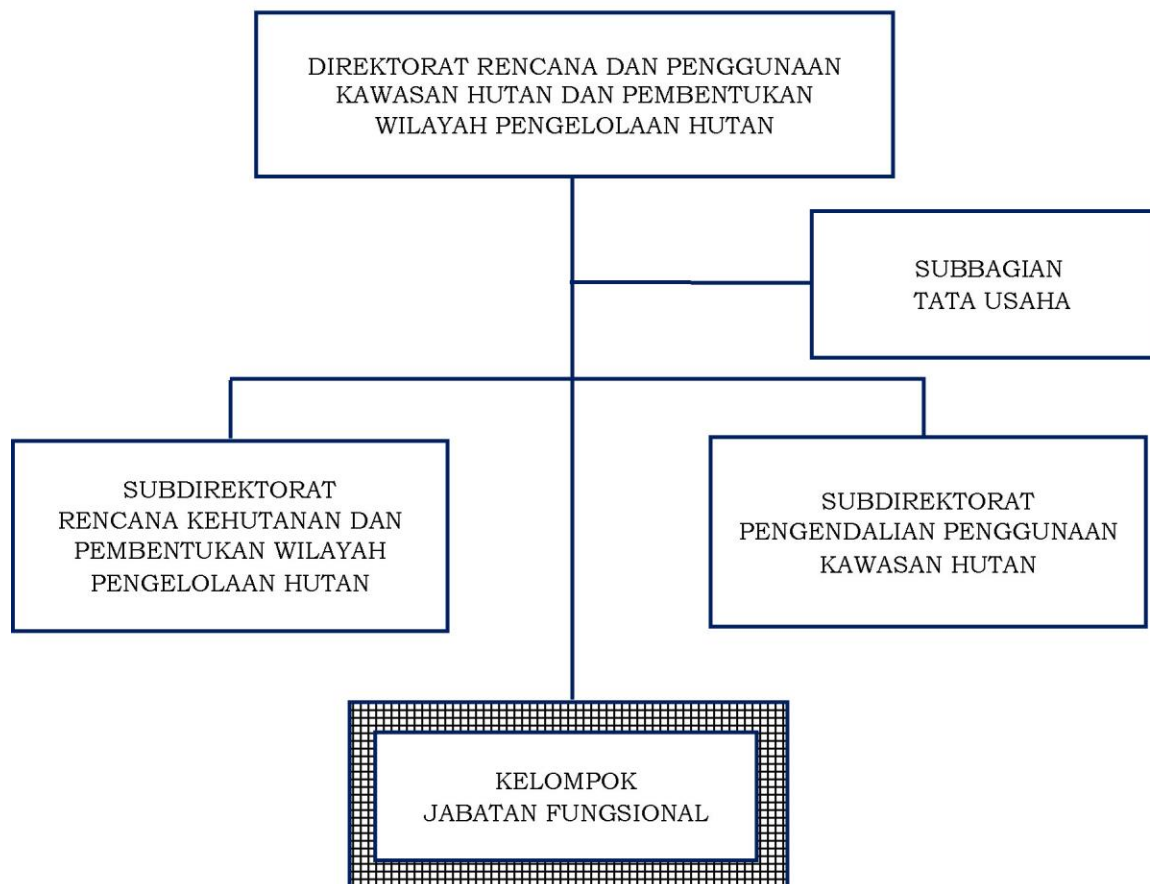 DIREKTORAT RENCANA DAN PENGGUNAAN
KAWASAN HUTAN DAN PEMBENTUKAN
WILAYAH PENGELOLAAN HUTAN
SUBBAGIAN
TATA USAHA
SUBDIREKTORAT
RENCANA KEHUTANAN DAN
PEMBENTUKAN WILAYAH
PENGELOLAAN HUTAN
SUBDIREKTORAT
PENGENDALIAN PENGGUNAAN
KAWASAN HUTAN
KELOMPOK
JABATAN FUNGSIONAL